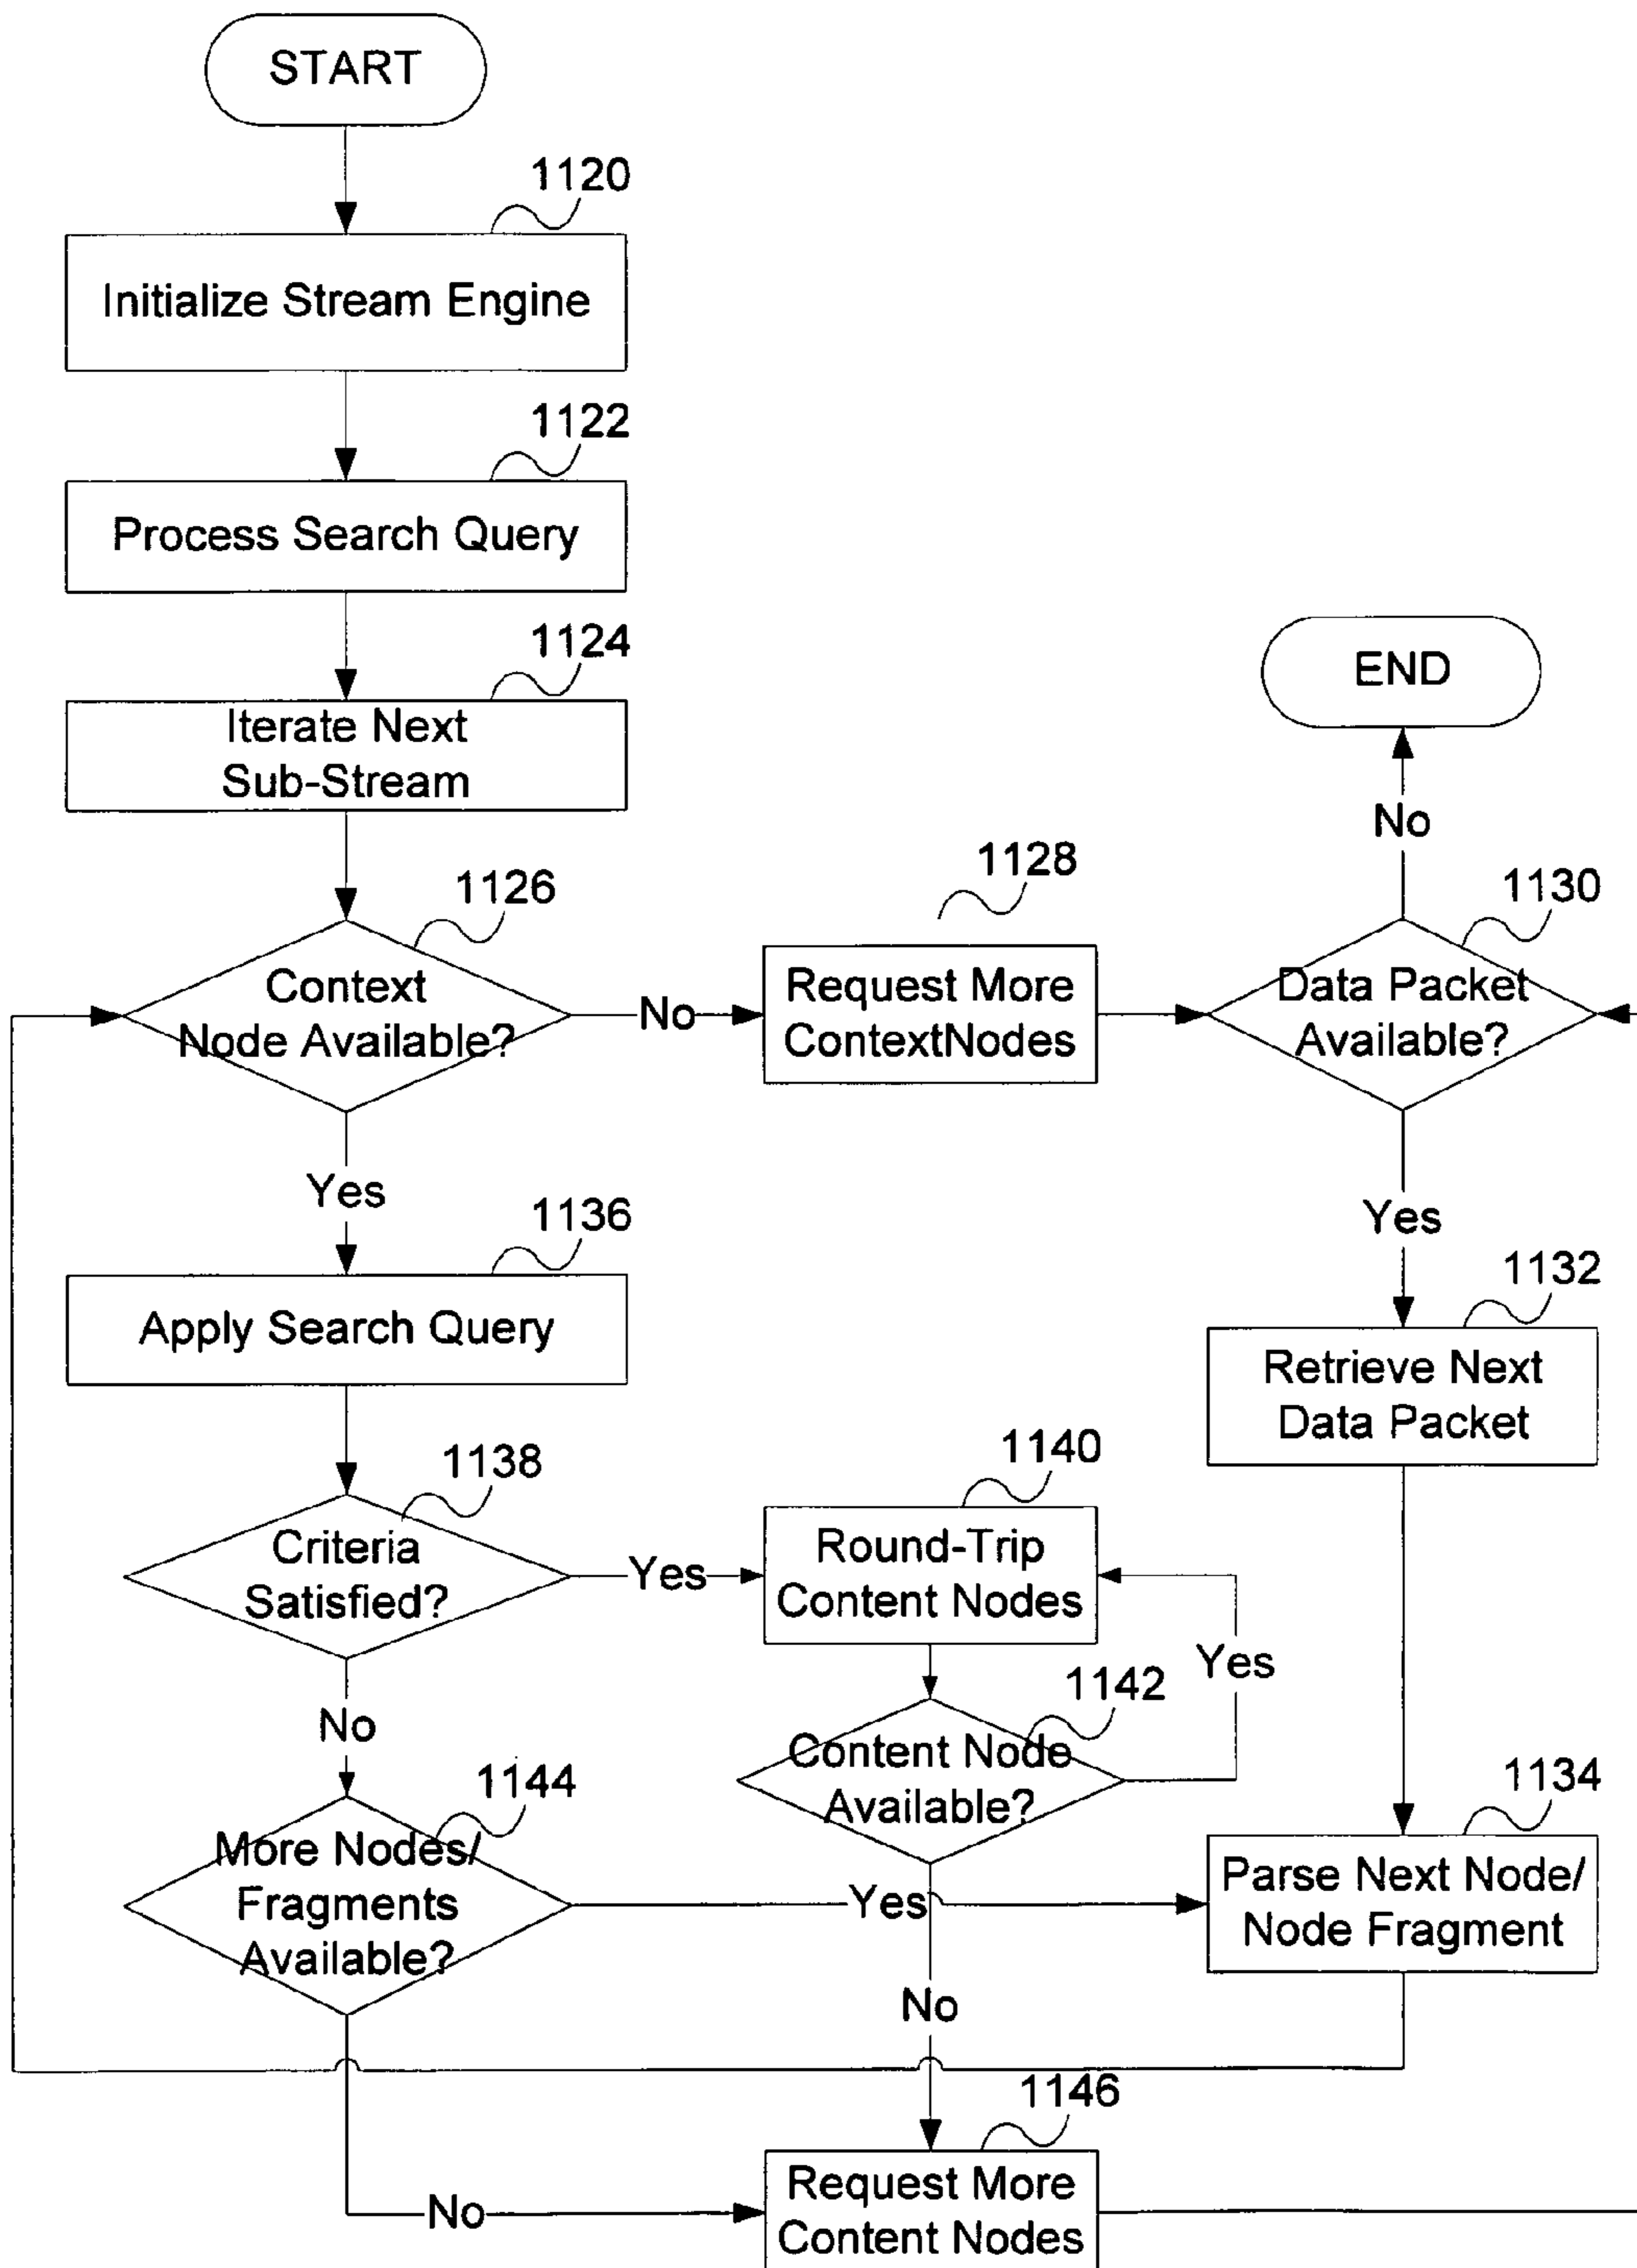 START
1120
Initialize Stream Engine
1122
Process Search Query
1124
Iterate Next
Sub-Stream
END
No
1126
Context
Node Available?
No
1128
Request More
ContextNodes
1130
Data Packet
Available?
Yes
Yes
1136
Apply Search Query
1132
Retrieve Next
Data Packet
1138
Criteria
Satisfied?
Yes
1140
Round-Trip
Content Nodes
Yes
No
1142
Content Node
Available?
1144
More Nodes/
Fragments
Available?
Yes
1134
Parse Next Node/
Node Fragment
No
1146
No
Request More
Content Nodes